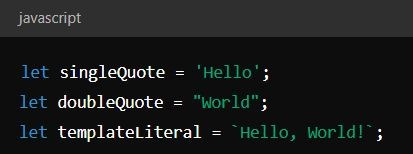 javascript
let singleQuote = 'Hello';
let doubleQuote = "World";
let templateLiteral = `Hello, World!`;